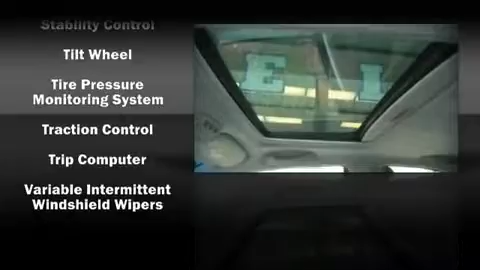 Stability Control
Tilt Wheel
Tire Pressure
Monitoring System
Traction Control
Trip Computer
Variable Intermittent
Windshield Wipers
E I